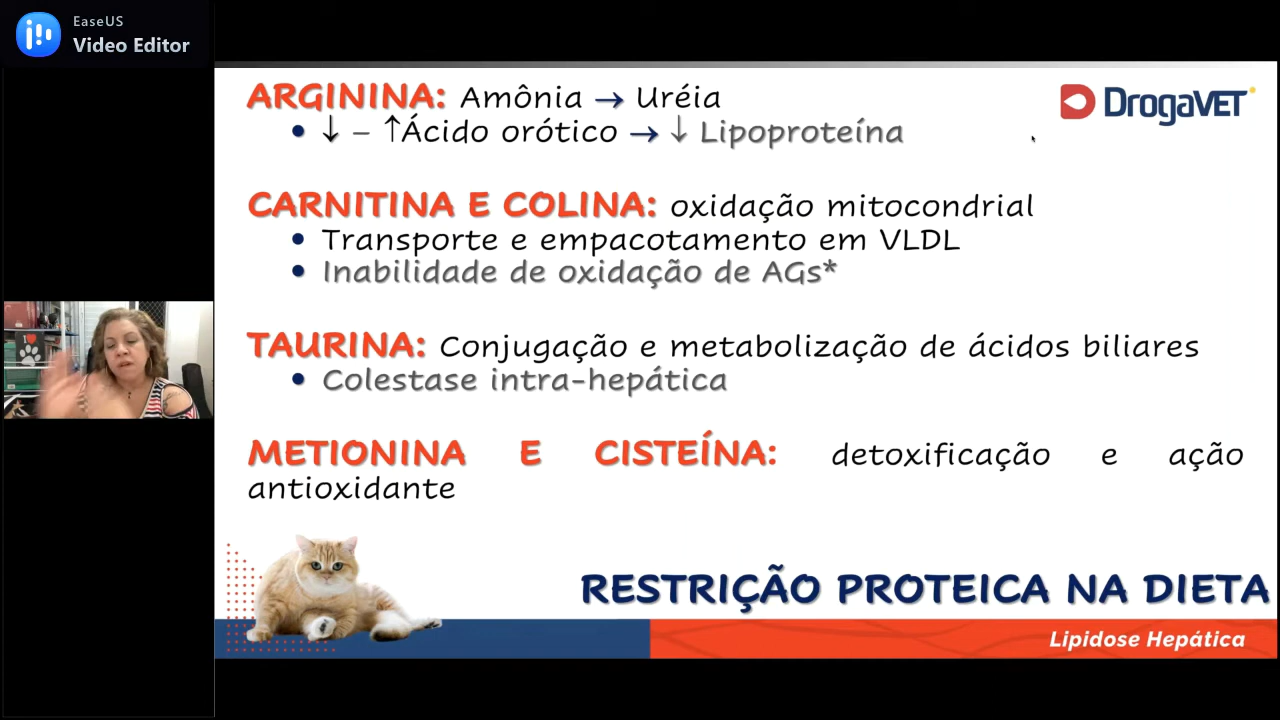 EaseUS
Video Editor
ARGININA: Amônia → Uréia
• ↓ – ↑Ácido orótico → ↓ Lipoproteína
DrogaVET
CARNITINA E COLINA: oxidação mitocondrial
• Transporte e empacotamento em VLDL
• Inabilidade de oxidação de AGs*
TAURINA: Conjugação e metabolização de ácidos biliares
• Colestase intra-hepática
METIONINA E CISTEÍNA: detoxificação e ação
antioxidante
RESTRIÇÃO PROTEICA NA DIETA
Lipidose Hepática
I